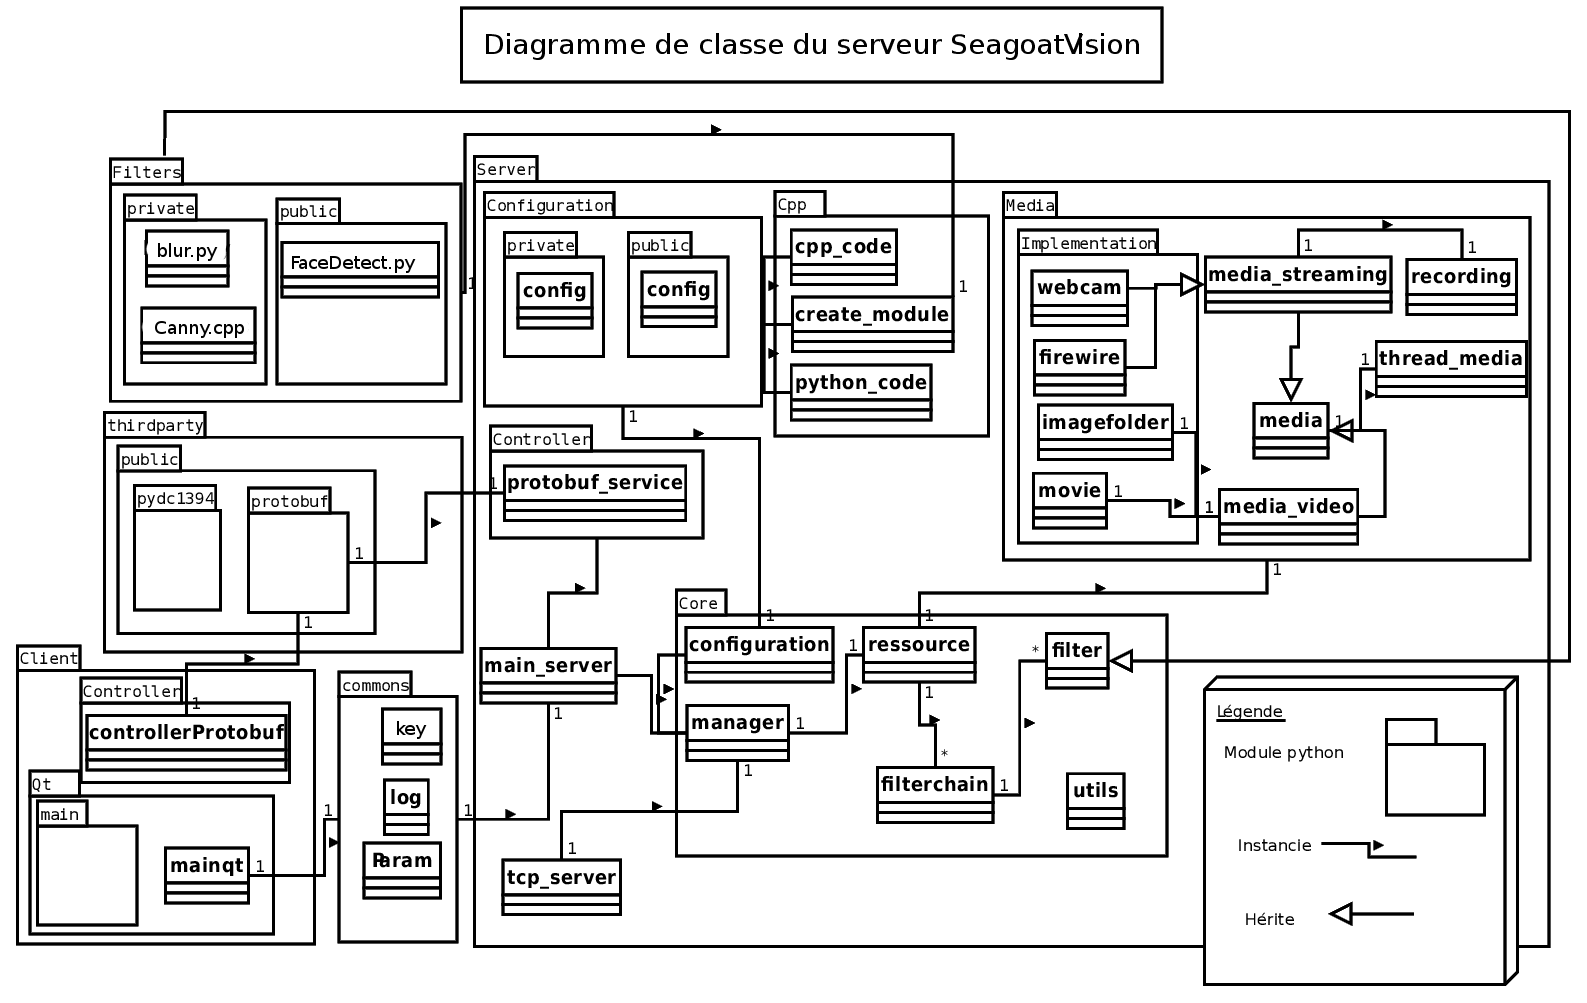 Diagramme de classe du serveur SeagoatVision
Filters
private
blur.py
Canny.cpp
public
FaceDetect.py
1
Server
Configuration
private
config
public
config
1
Cpp
cpp_code
create_module
python_code
1
Media
Implementation
webcam
firewire
imagefolder
1
movie
1
media_streaming
1
recording
1
thread_media
1
media
1
media_video
1
1
Controller
protobuf_service
1
thirdparty
public
pydc1394
protobuf
1
1
Core
configuration
1
ressource
1
1
1
filter
*
manager
1
1
filterchain
*
1
utils
main_server
1
tcp_server
1
Client
Controller
controllerProtobuf
1
Qt
main
mainqt
1
commons
key
log
Param
1
1
Légende
Module python
Instancie
Hérite